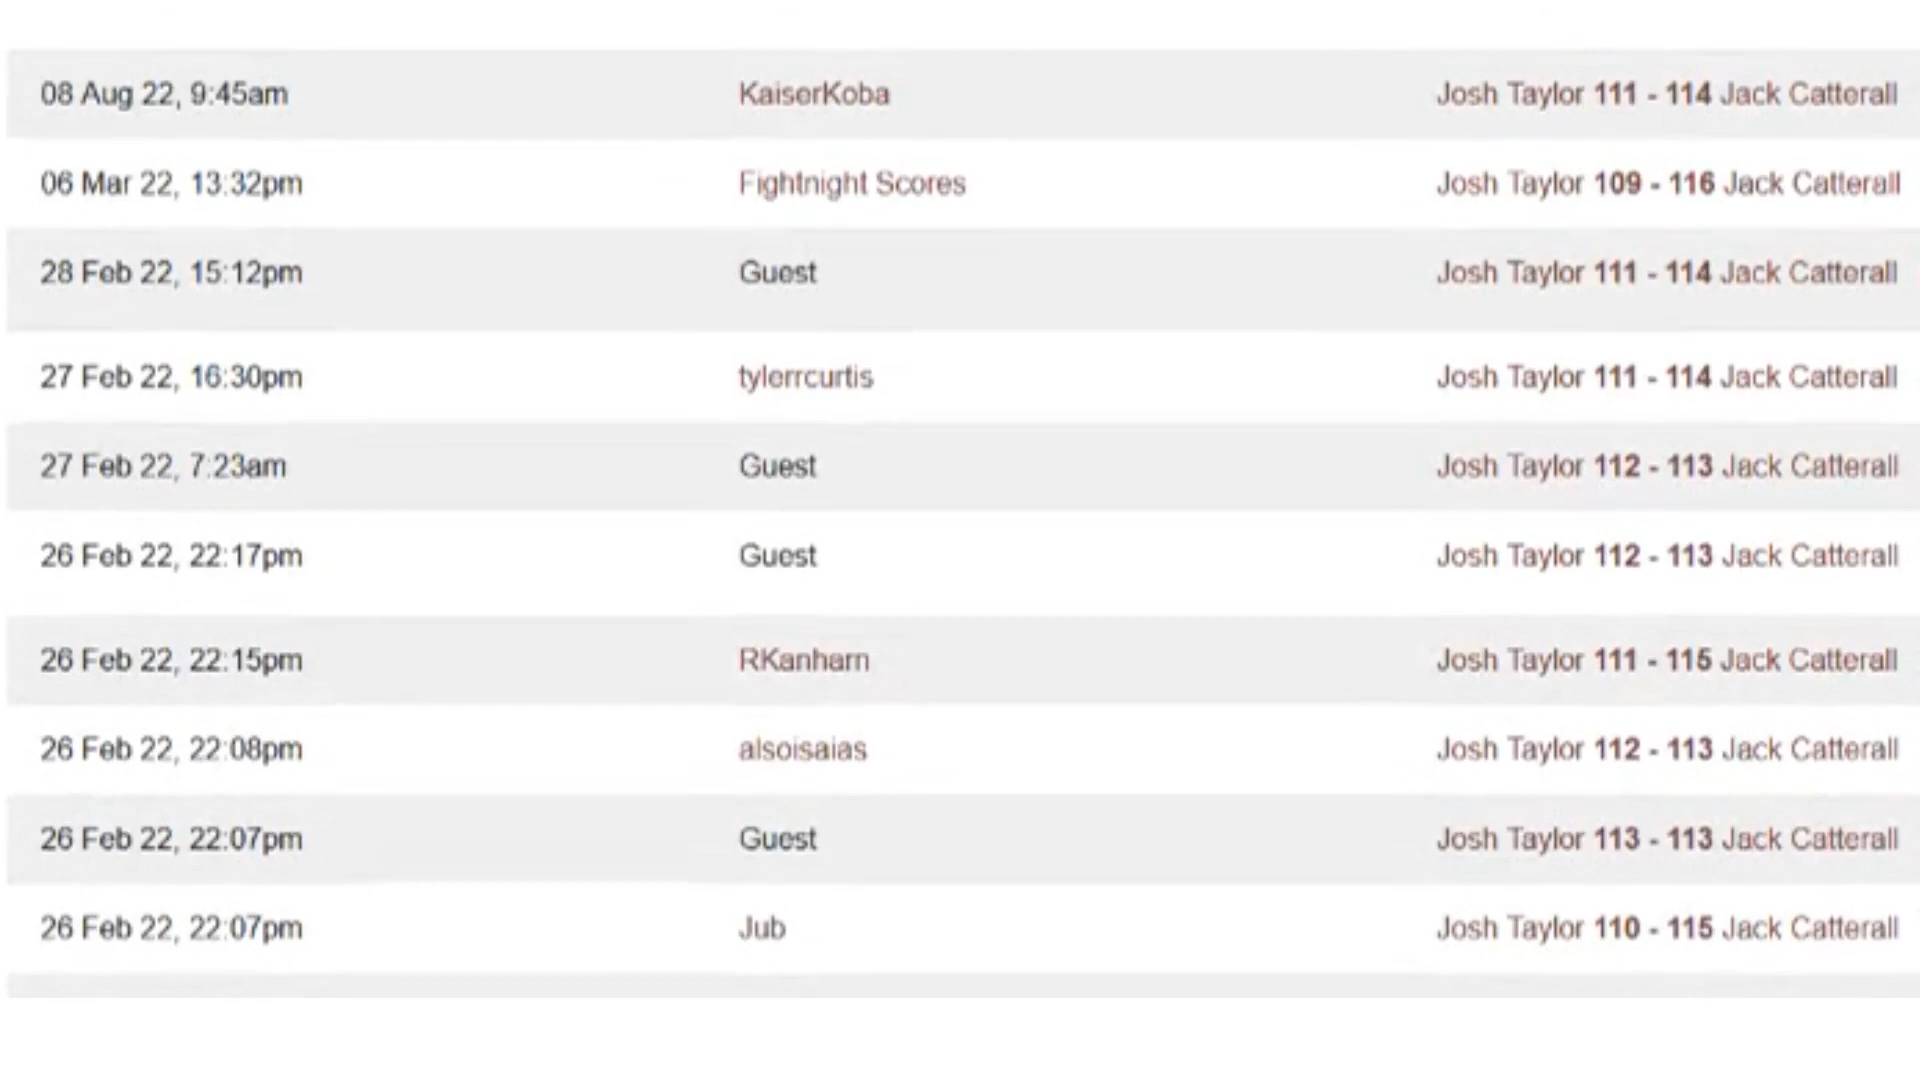 08 Aug 22, 9:45am KaiserKoba Josh Taylor 111 - 114 Jack Catterall
06 Mar 22, 13:32pm Fightnight Scores Josh Taylor 109 - 116 Jack Catterall
28 Feb 22, 15:12pm Guest Josh Taylor 111 - 114 Jack Catterall
27 Feb 22, 16:30pm tylerrcurtis Josh Taylor 111 - 114 Jack Catterall
27 Feb 22, 7:23am Guest Josh Taylor 112 - 113 Jack Catterall
26 Feb 22, 22:17pm Guest Josh Taylor 112 - 113 Jack Catterall
26 Feb 22, 22:15pm RKanharn Josh Taylor 111 - 115 Jack Catterall
26 Feb 22, 22:08pm alsoisaias Josh Taylor 112 - 113 Jack Catterall
26 Feb 22, 22:07pm Guest Josh Taylor 113 - 113 Jack Catterall
26 Feb 22, 22:07pm Jub Josh Taylor 110 - 115 Jack Catterall